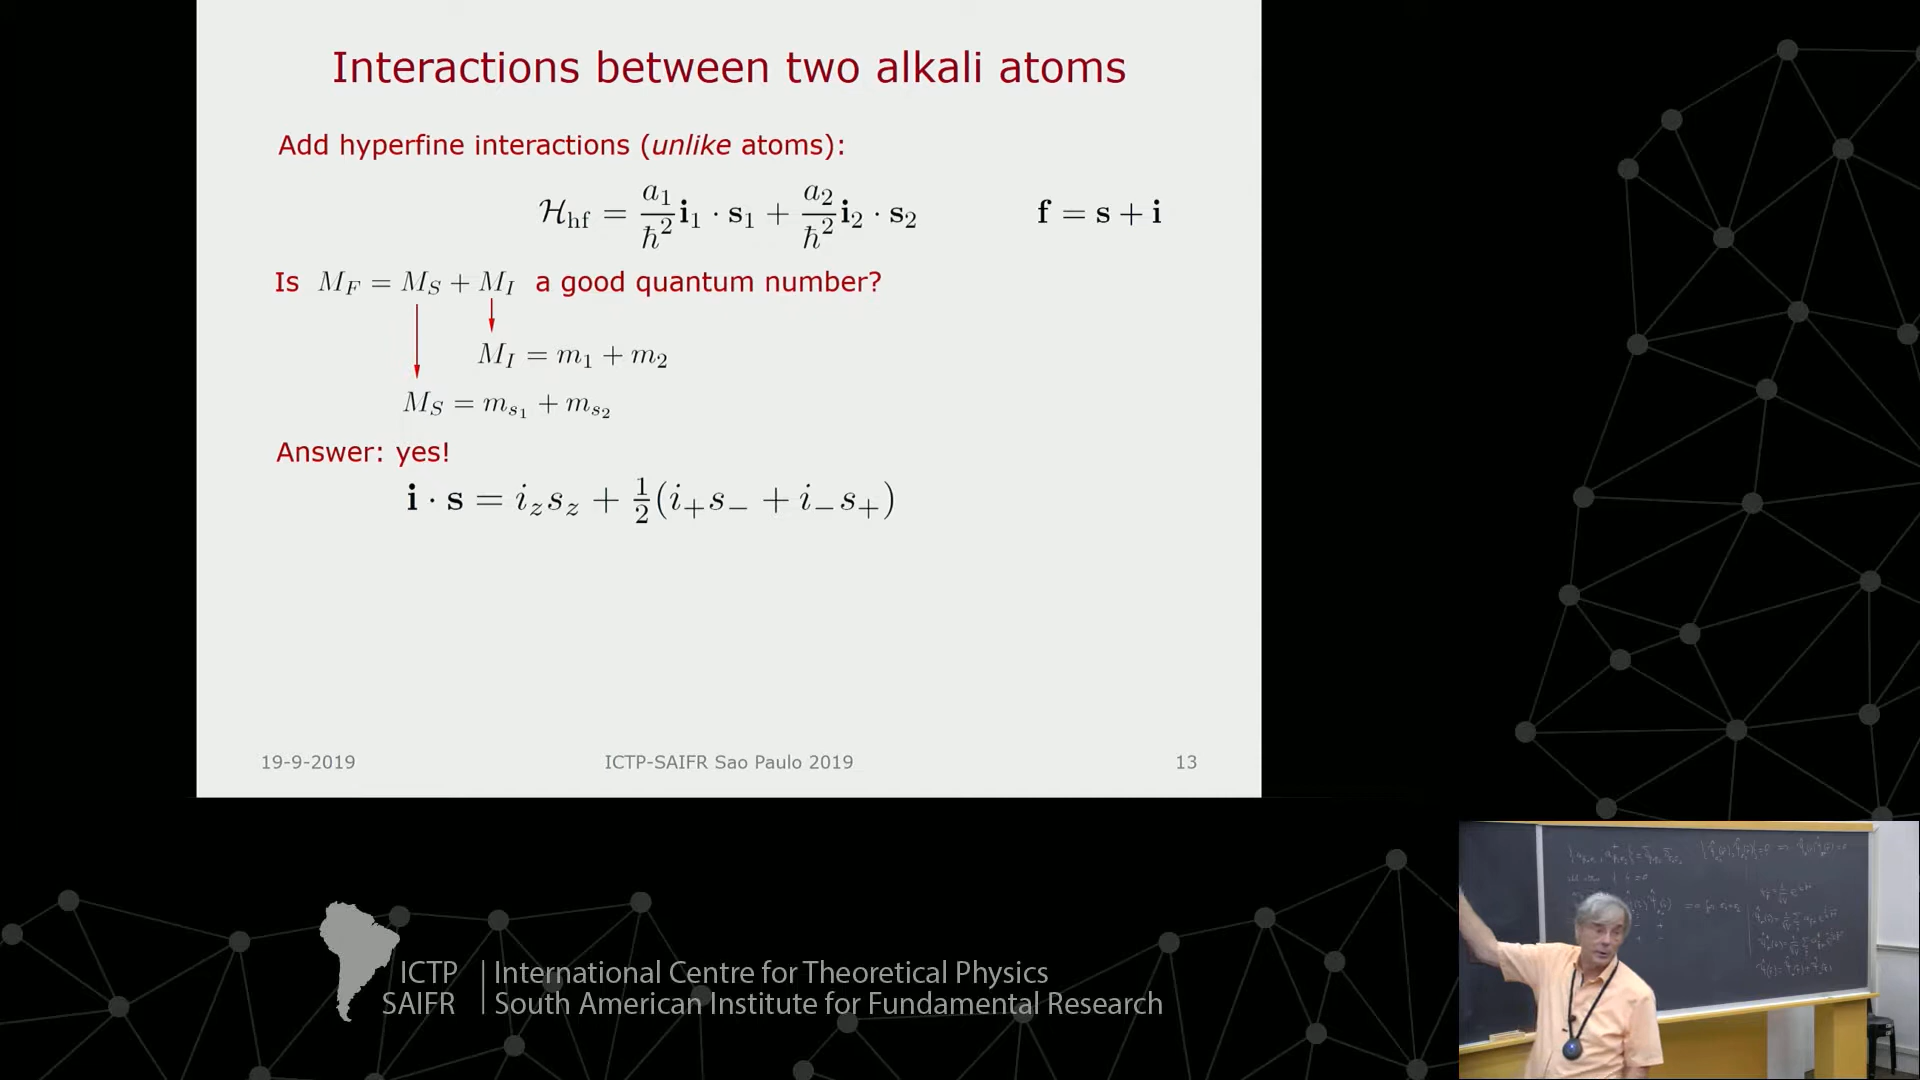 Interactions between two alkali atoms
Add hyperfine interactions (unlike atoms):
ℋhf = a₁/ħ² i₁ · s₁ + a₂/ħ² i₂ · s₂    f = s + i
Is M_F = M_S + M_I a good quantum number?
M_I = m₁ + m₂
M_S = m_{s₁} + m_{s₂}
Answer: yes!
i · s = i_z s_z + ½(i₊s₋ + i₋s₊)
19-9-2019    ICTP-SAIFR Sao Paulo 2019    13
ICTP | International Centre for Theoretical Physics
SAIFR | South American Institute for Fundamental Research